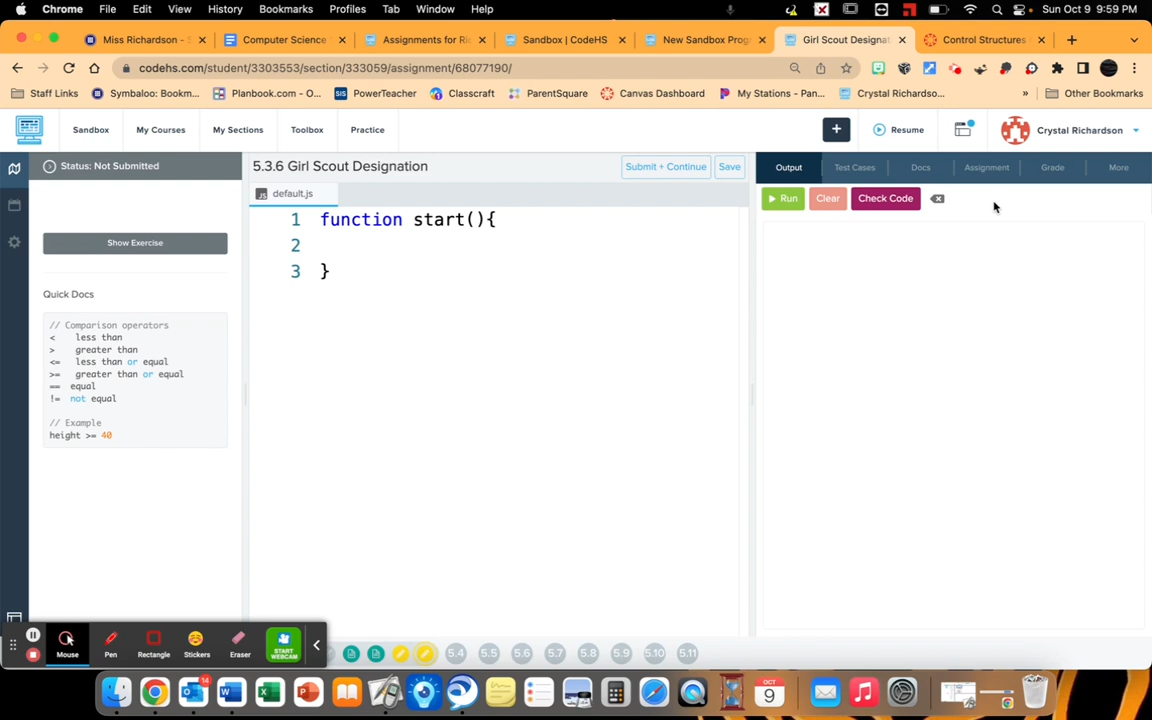 Chrome File Edit View History Bookmarks Profiles Tab Window Help Sun Oct 9 9:59 PM
Miss Richardson - S Computer Science Assignments for Ric Sandbox | CodeHS New Sandbox Prog Girl Scout Designat Control Structures
codehs.com/student/3303553/section/333059/assignment/68077190/
Staff Links Symbaloo: Bookm... Planbook.com - O... SIS PowerTeacher Classcraft ParentSquare Canvas Dashboard My Stations - Pan... Crystal Richardso... » Other Bookmarks
Sandbox My Courses My Sections Toolbox Practice + Resume Crystal Richardson
Status: Not Submitted
5.3.6 Girl Scout Designation
Submit + Continue Save
Output Test Cases Docs Assignment Grade More
JS default.js
Run Clear Check Code
1 function start(){
2
3 }
Show Exercise
Quick Docs
// Comparison operators
< less than
> greater than
<= less than or equal
>= greater than or equal
== equal
!= not equal
// Example
height >= 40
Mouse Pen Rectangle Stickers Eraser START WEBCAM
5.4 5.5 5.6 5.7 5.8 5.9 5.10 5.11
14
OCT
9